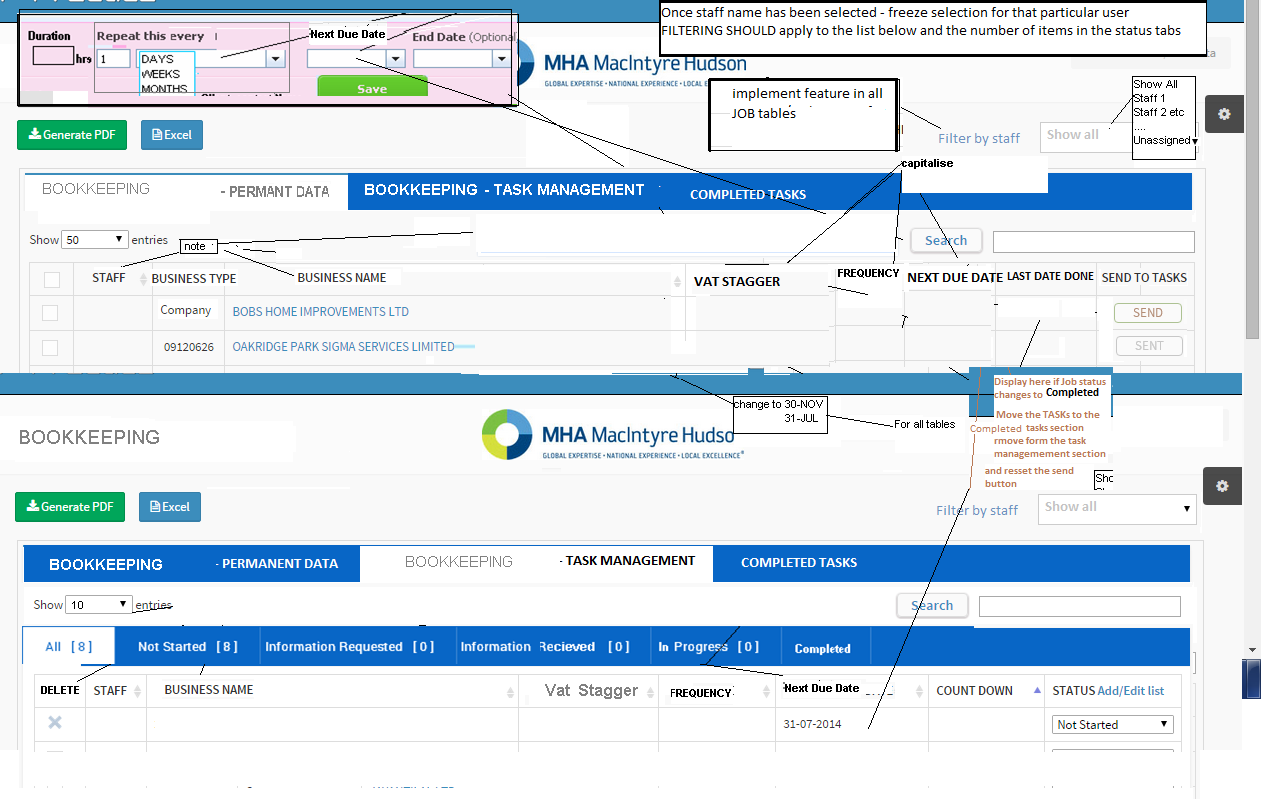 Once staff name has been selected - freeze selection for that particular user
FILTERING SHOULD apply to the list below and the number of items in the status tabs
Duration
hrs
Repeat this every
1
DAYS
WEEKS
MONTHS
Next Due Date
End Date (Optional
Save
MHA MacIntyre Hudson
GLOBAL EXPERTISE • NATIONAL EXPERIENCE • LOCAL EXCELLENCE
implement feature in all
JOB tables
Show All
Staff 1
Staff 2 etc
....
Unassigned
Generate PDF
Excel
Filter by staff
Show all
capitalise
BOOKKEEPING - PERMANT DATA
BOOKKEEPING - TASK MANAGEMENT
COMPLETED TASKS
Show 50 entries
note
Search
STAFF
BUSINESS TYPE
BUSINESS NAME
VAT STAGGER
FREQUENCY
NEXT DUE DATE
LAST DATE DONE
SEND TO TASKS
Company
BOBS HOME IMPROVEMENTS LTD
SEND
09120626
OAKRIDGE PARK SIGMA SERVICES LIMITED
SENT
Display here if Job status
changes to Completed
Move the TASKs to the
Completed tasks section
rmove form the task
managemement section
and resset the send
button
change to 30-NOV
31-JUL
For all tables
BOOKKEEPING
MHA MacIntyre Hudso
GLOBAL EXPERTISE • NATIONAL EXPERIENCE • LOCAL EXCELLENCE®
Generate PDF
Excel
Filter by staff
Show all
BOOKKEEPING - PERMANENT DATA
BOOKKEEPING - TASK MANAGEMENT
COMPLETED TASKS
Show 10 entries
Search
All [ 8 ]
Not Started [ 8 ]
Information Requested [ 0 ]
Information Recieved [ 0 ]
In Progress [ 0 ]
Completed
DELETE
STAFF
BUSINESS NAME
Vat Stagger
FREQUENCY
Next Due Date
COUNT DOWN
STATUS Add/Edit list
31-07-2014
Not Started